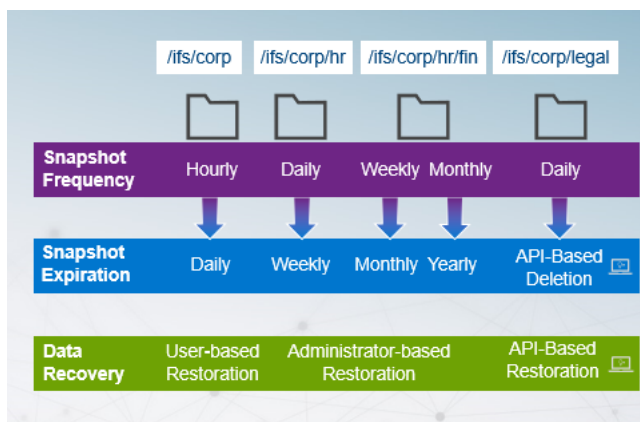 /ifs/corp /ifs/corp/hr /ifs/corp/hr/fin /ifs/corp/legal
Snapshot
Frequency
Hourly Daily Weekly Monthly Daily
Snapshot
Expiration
Daily Weekly Monthly Yearly
API-Based
Deletion
Data
Recovery
User-based
Restoration
Administrator-based
Restoration
API-Based
Restoration